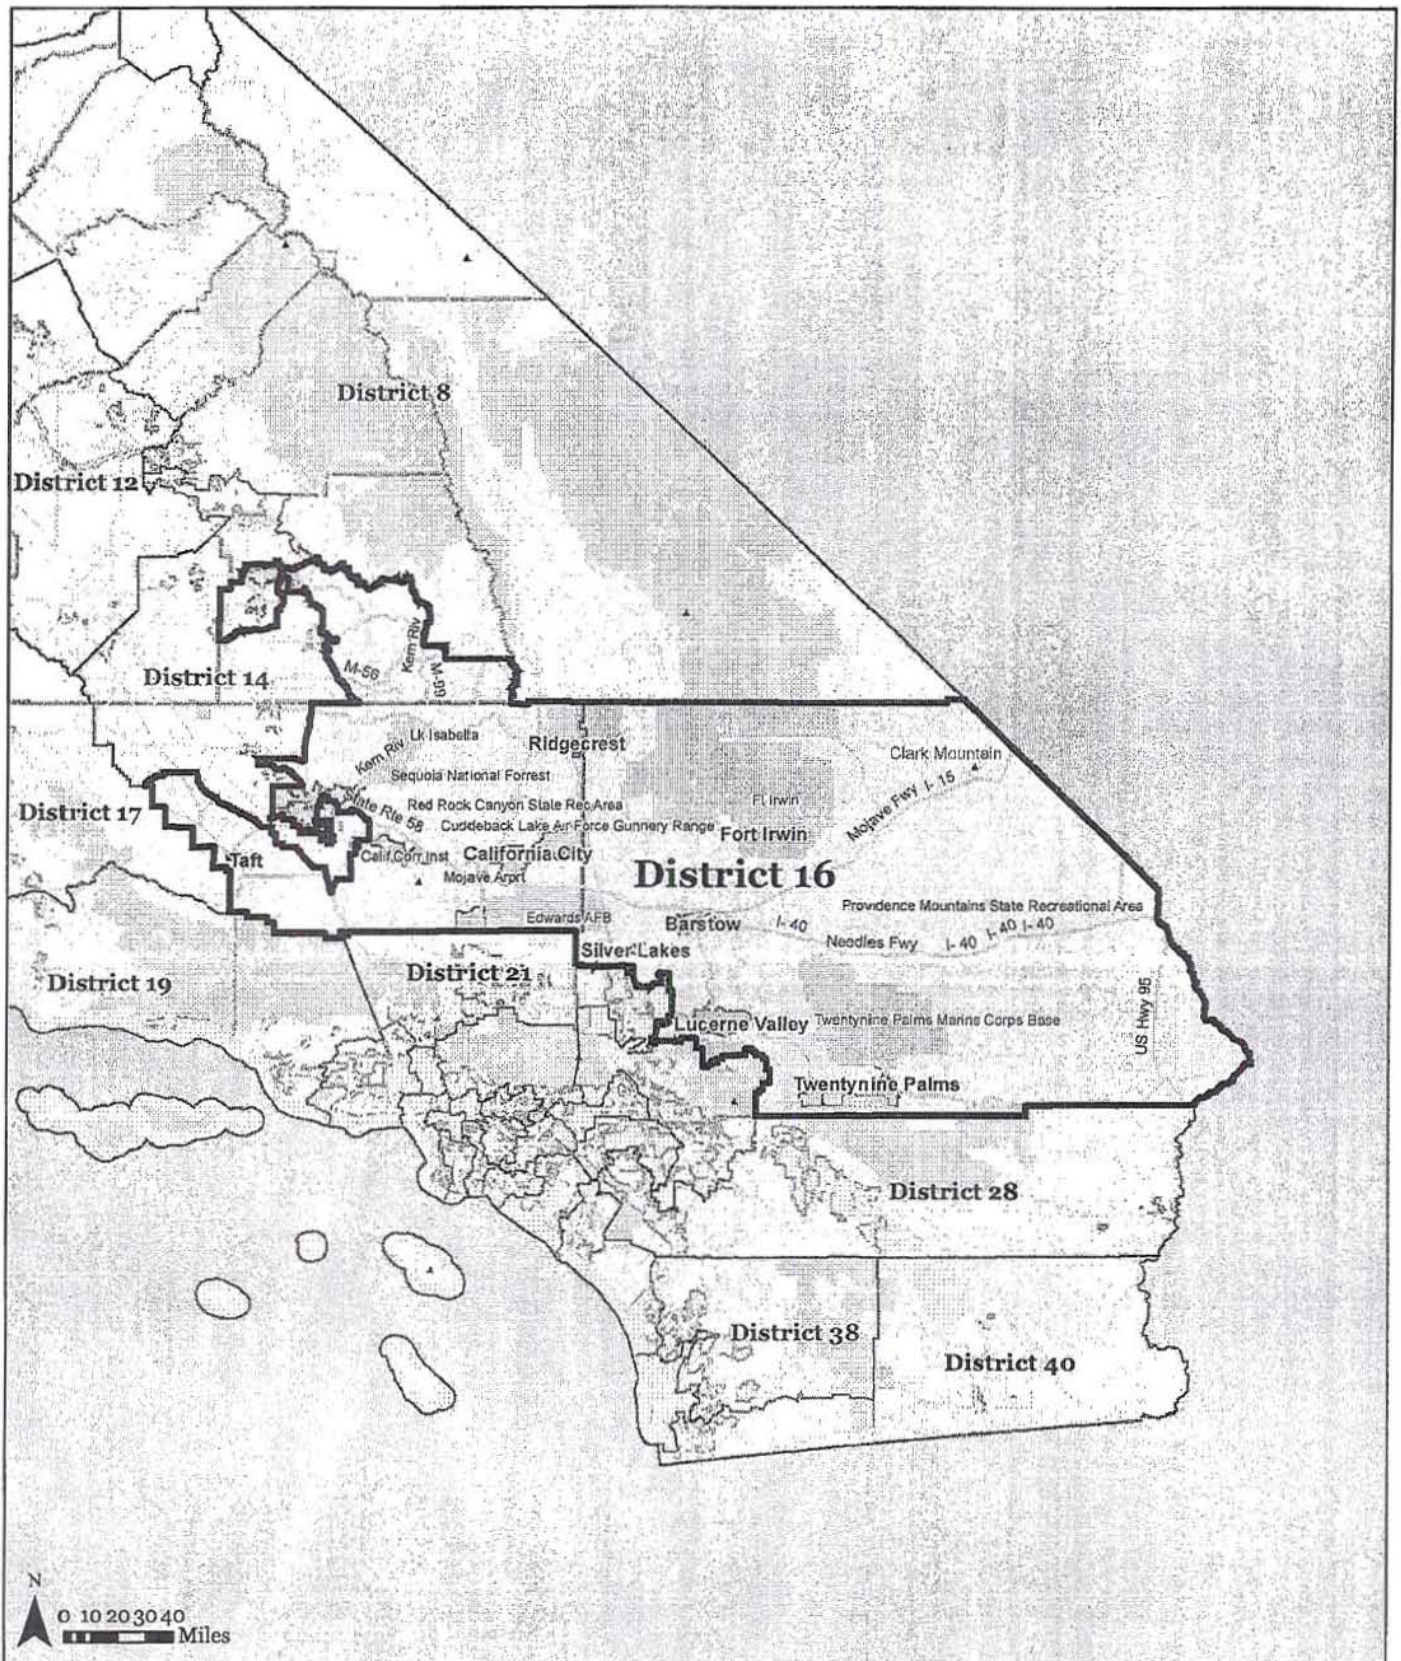 District 8
District 12
Kern Riv
M-56
M-99
District 14
Lk Isabella
Ridgecrest
Kern Riv
Clark Mountain
Sequoia National Forrest
Mojave Fwy I- 15
Ft Irwin
Red Rock Canyon State Rec Area
State Rte 58
District 17
Cuddeback Lake Air Force Gunnery Range
Fort Irwin
Taft
Calif Corr Inst
California City
District 16
Mojave Arprt
Providence Mountains State Recreational Area
Edwards AFB
Barstow
I- 40
I- 40 I- 40
Needles Fwy
I- 40
Silver Lakes
District 21
District 19
US Hwy 95
Lucerne Valley
Twentynine Palms Marine Corps Base
Twentynine Palms
District 28
District 38
District 40
N
0 10 20 30 40
Miles